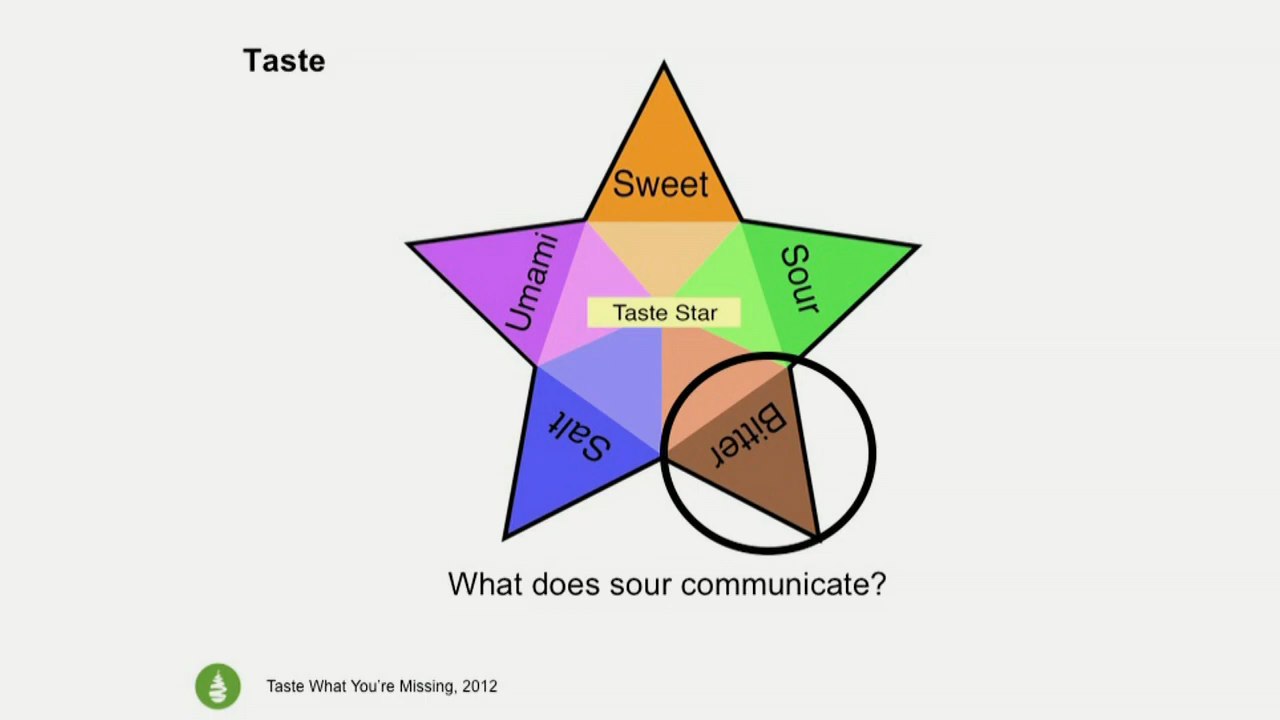 Taste
Sweet
Umami
Sour
Taste Star
Salt
Bitter
What does sour communicate?
Taste What You're Missing, 2012